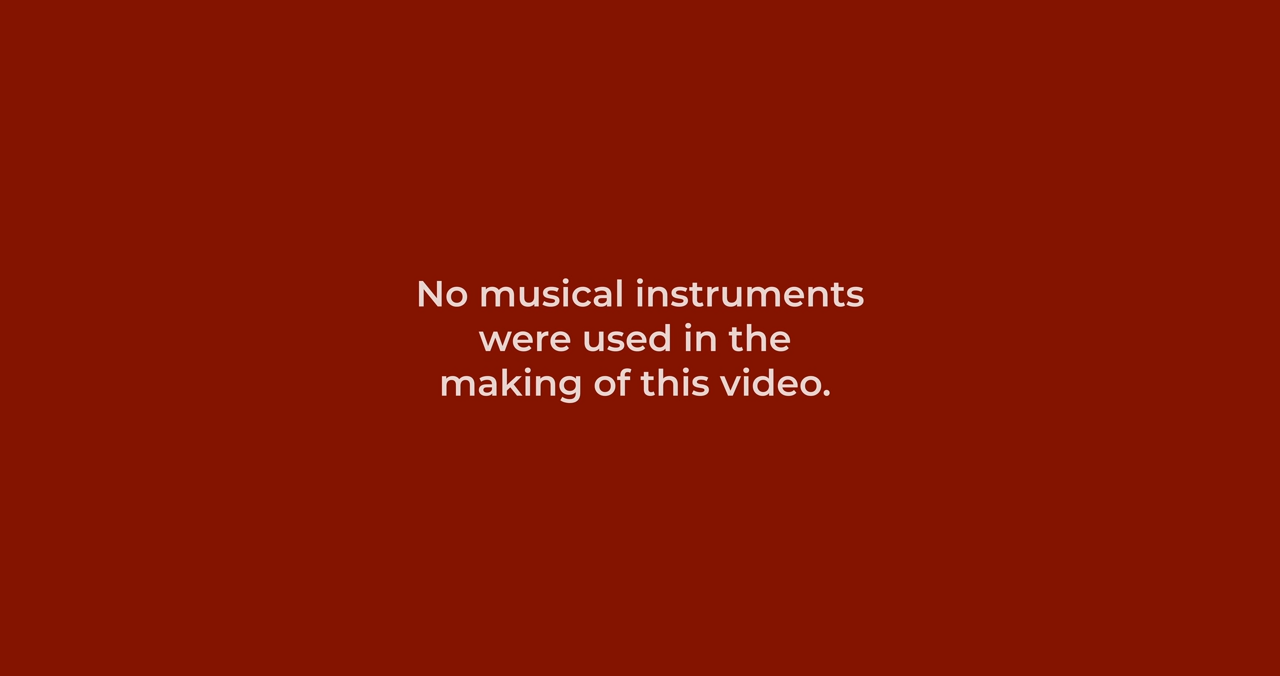 No musical instruments
were used in the
making of this video.